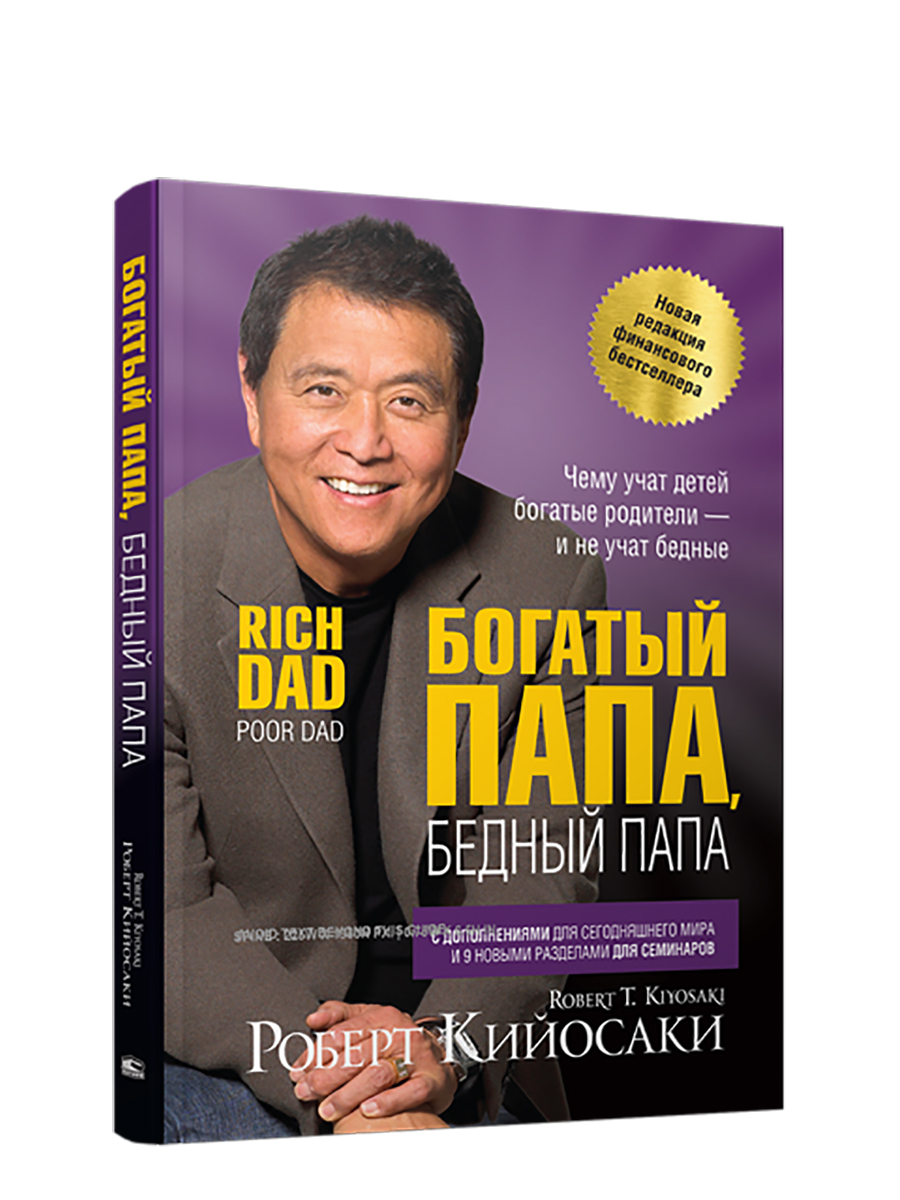 БОГАТЫЙ ПАПА, БЕДНЫЙ ПАПА
ROBERT T. KIYOSAKI
РОБЕРТ КИЙОСАКИ
Новая
редакция
финансового
бестселлера
Чему учат детей
богатые родители —
и не учат бедные
RICH
DAD
POOR DAD
БОГАТЫЙ
ПАПА,
БЕДНЫЙ ПАПА
С ДОПОЛНЕНИЯМИ ДЛЯ СЕГОДНЯШНЕГО МИРА
И 9 НОВЫМИ РАЗДЕЛАМИ ДЛЯ СЕМИНАРОВ
ROBERT T. KIYOSAKI
РОБЕРТ КИЙОСАКИ